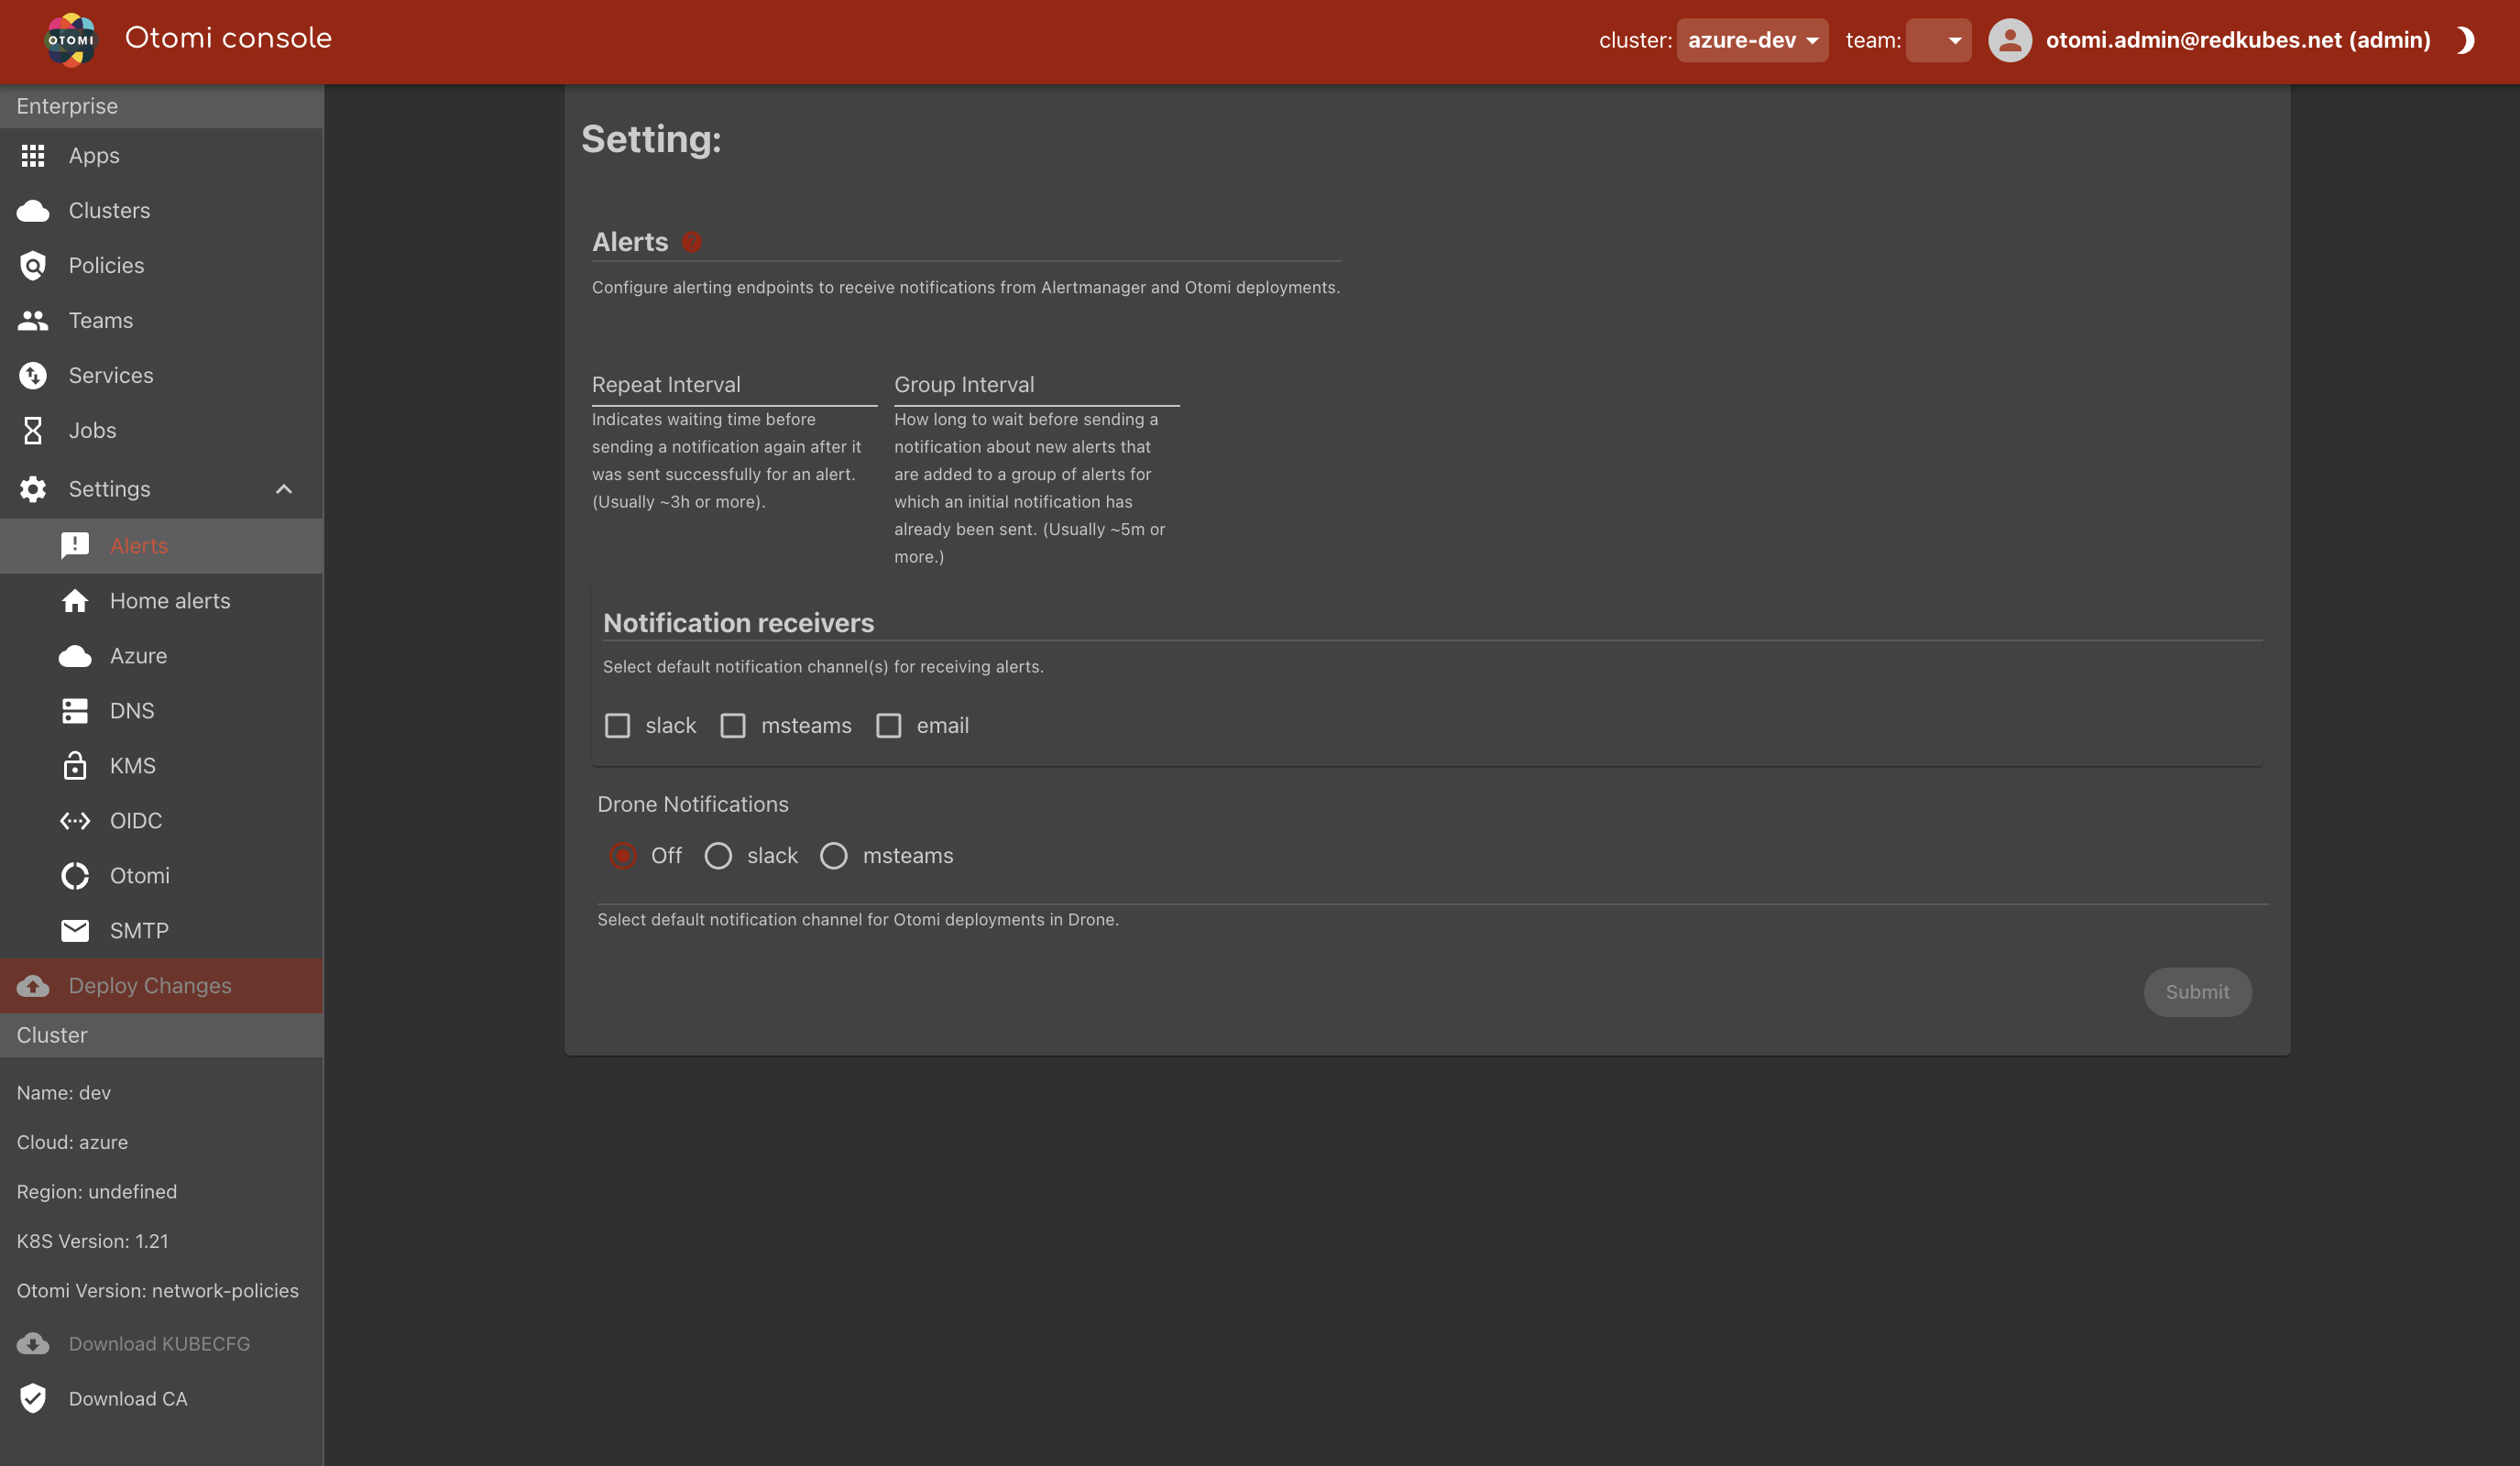 OTOMI
Otomi console
cluster: azure-dev team: otomi.admin@redkubes.net (admin)
Enterprise
Apps
Clusters
Policies
Teams
Services
Jobs
Settings
Alerts
Home alerts
Azure
DNS
KMS
OIDC
Otomi
SMTP
Deploy Changes
Cluster
Name: dev
Cloud: azure
Region: undefined
K8S Version: 1.21
Otomi Version: network-policies
Download KUBECFG
Download CA
Setting:
Alerts ?
Configure alerting endpoints to receive notifications from Alertmanager and Otomi deployments.
Repeat Interval
Indicates waiting time before
sending a notification again after it
was sent successfully for an alert.
(Usually ~3h or more).
Group Interval
How long to wait before sending a
notification about new alerts that
are added to a group of alerts for
which an initial notification has
already been sent. (Usually ~5m or
more.)
Notification receivers
Select default notification channel(s) for receiving alerts.
slack msteams email
Drone Notifications
Off slack msteams
Select default notification channel for Otomi deployments in Drone.
Submit